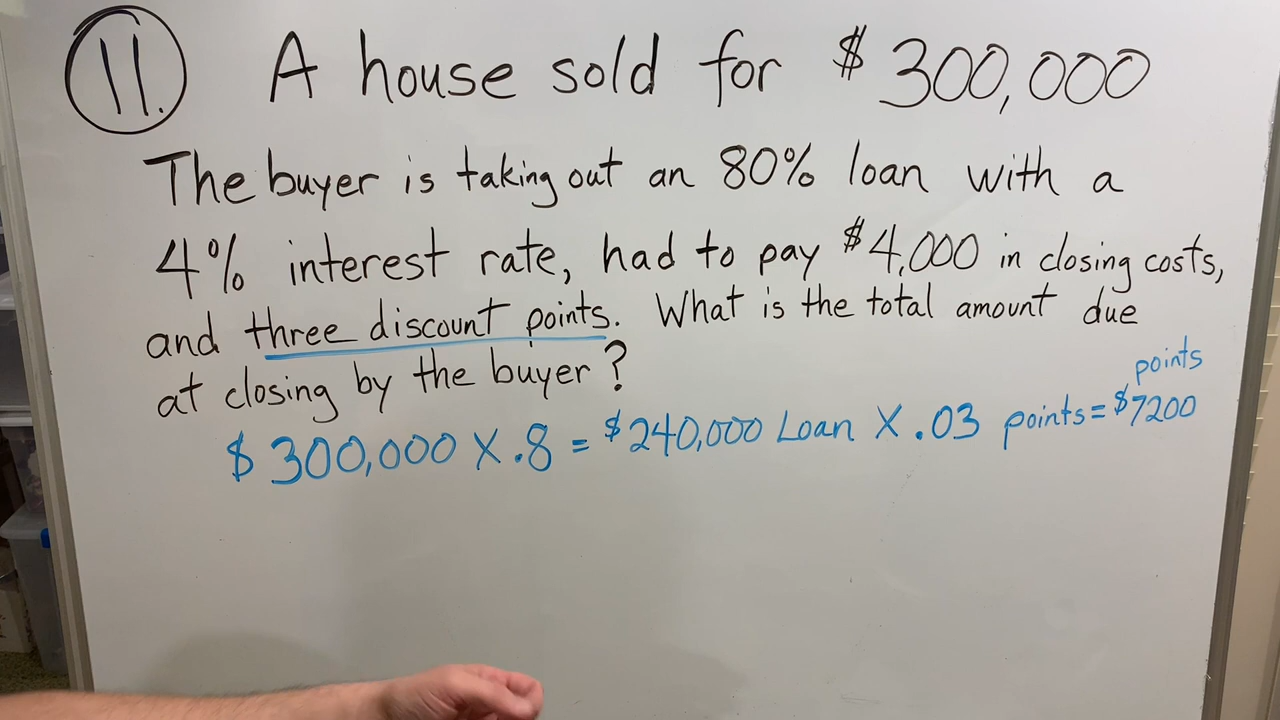 11. A house sold for $300,000
The buyer is taking out an 80% loan with a
4% interest rate, had to pay $4,000 in closing costs,
and three discount points. What is the total amount due
at closing by the buyer?
points
$300,000 X .8 = $240,000 Loan X .03 points = $7200